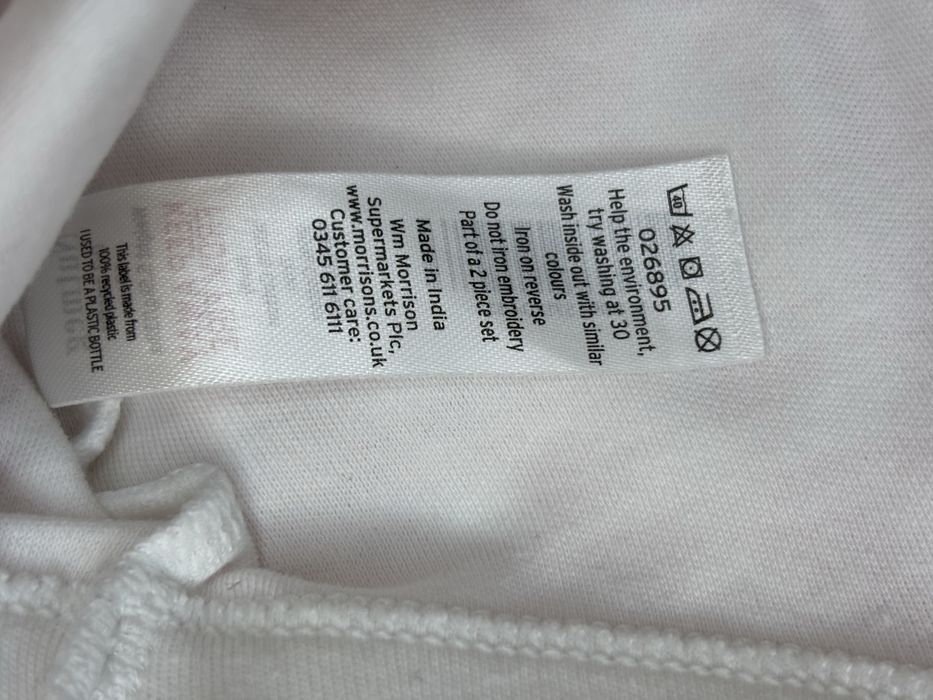 40
026895
Help the environment,
try washing at 30
Wash inside out with similar
colours
Iron on reverse
Do not iron embroidery
Part of a 2 piece set
Made in India
Wm Morrison
Supermarkets Plc,
www.morrisons.co.uk
Customer care:
0345 611 6111
This label is made from
100% recycled plastic
I USED TO BE A PLASTIC BOTTLE